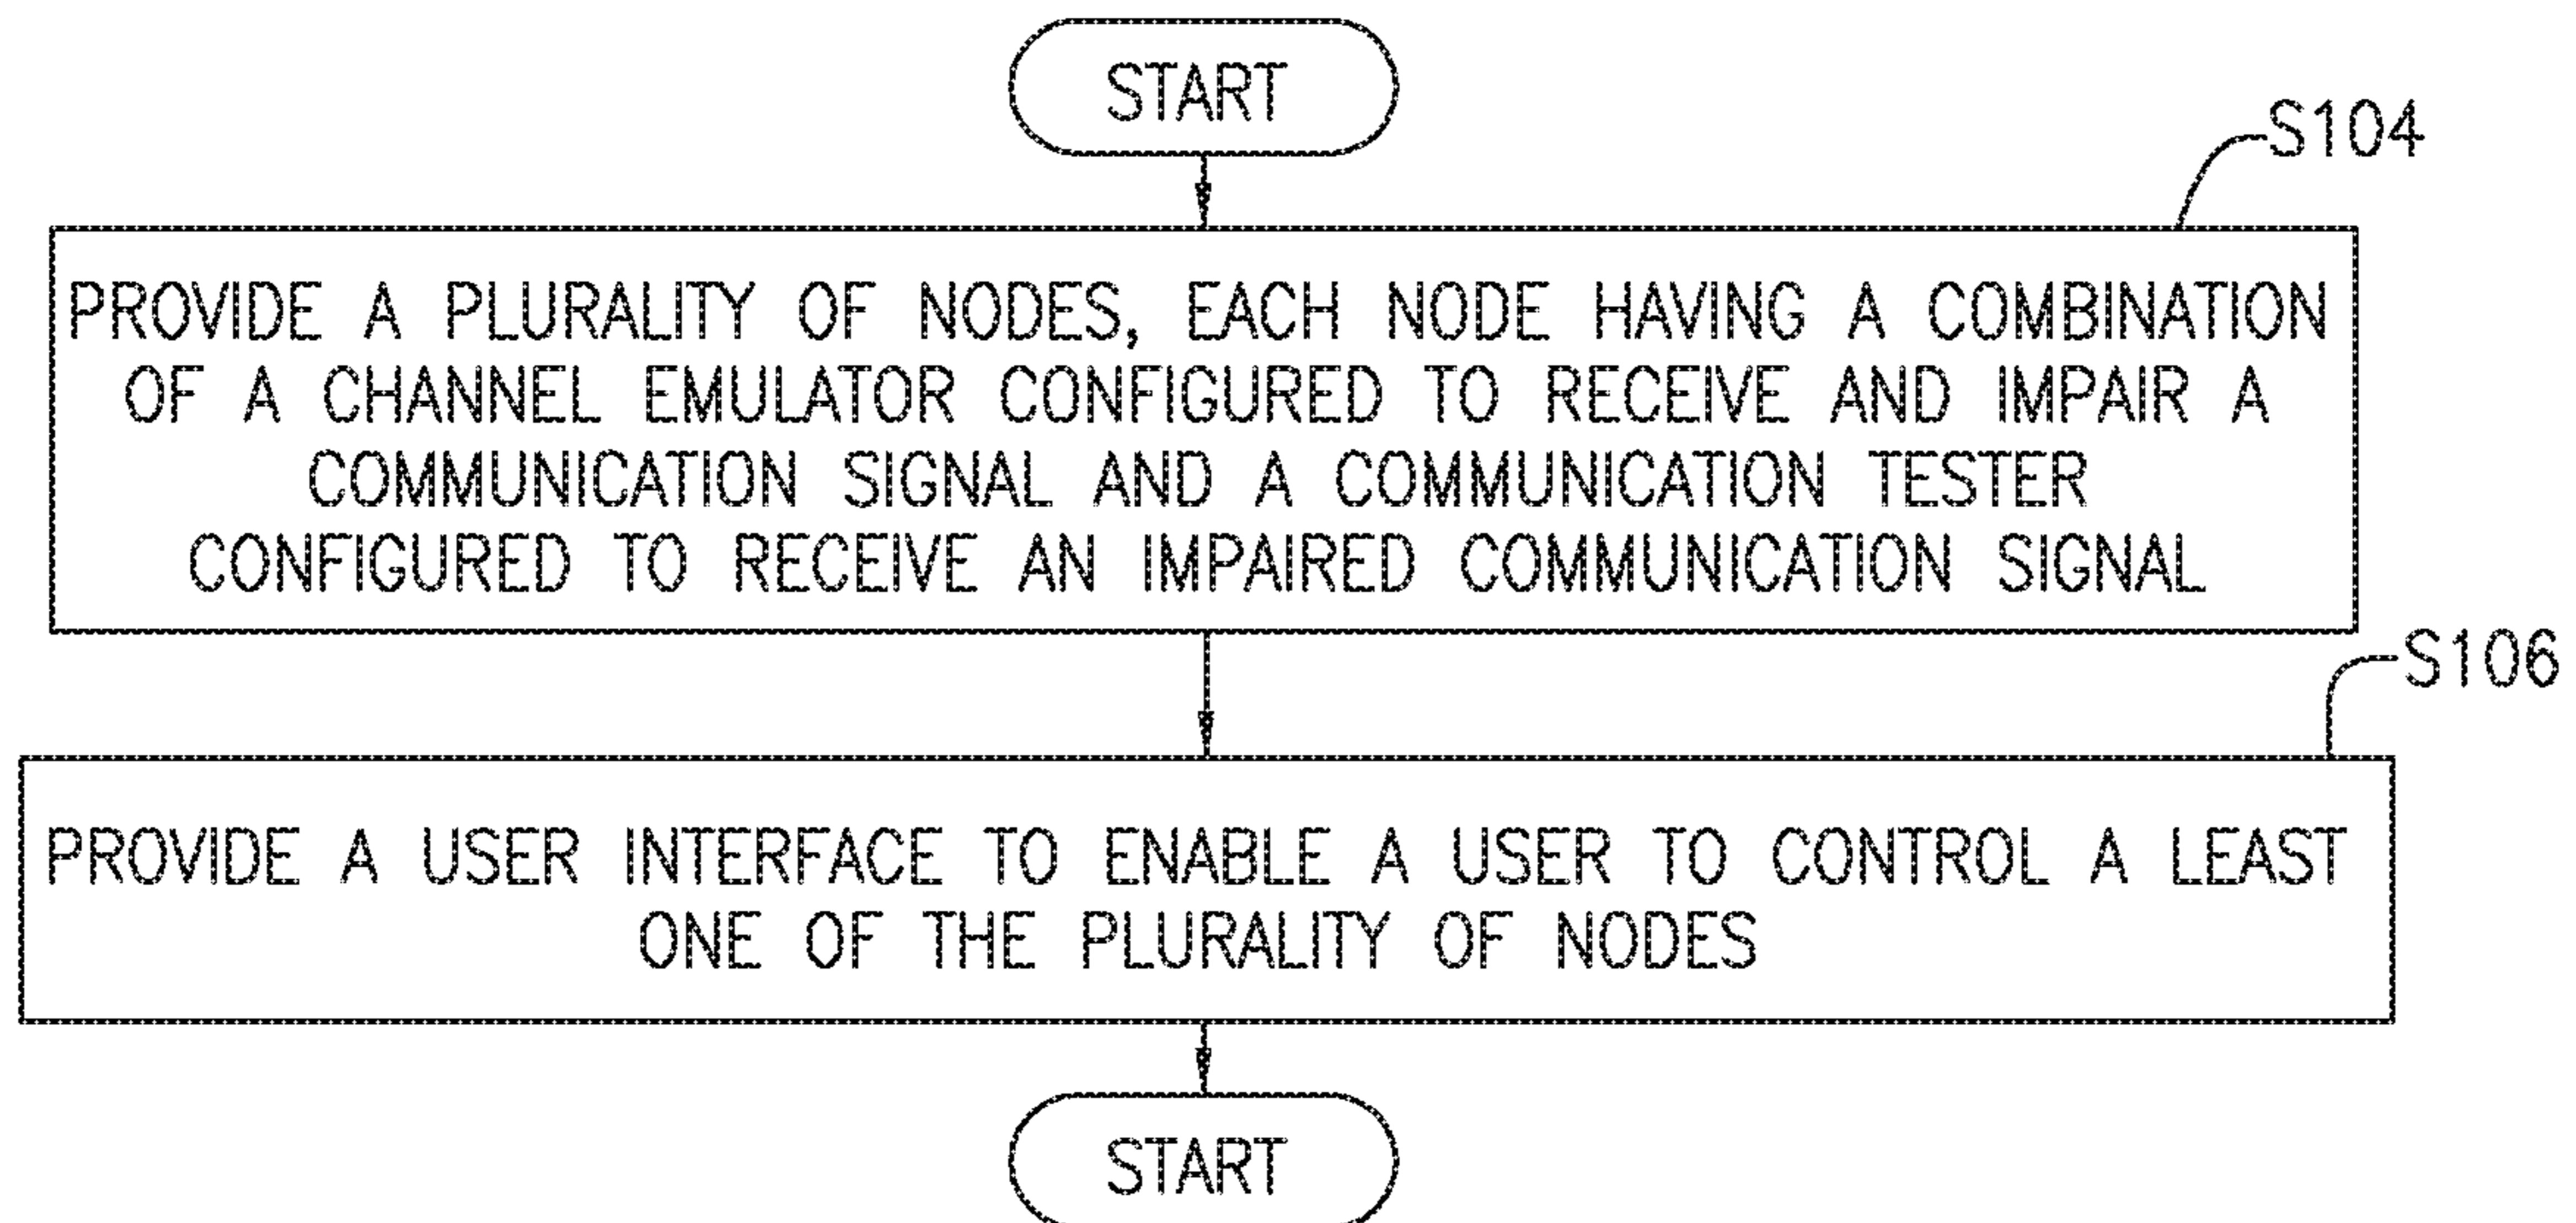 START
S104
PROVIDE A PLURALITY OF NODES, EACH NODE HAVING A COMBINATION
OF A CHANNEL EMULATOR CONFIGURED TO RECEIVE AND IMPAIR A
COMMUNICATION SIGNAL AND A COMMUNICATION TESTER
CONFIGURED TO RECEIVE AN IMPAIRED COMMUNICATION SIGNAL
S106
PROVIDE A USER INTERFACE TO ENABLE A USER TO CONTROL A LEAST
ONE OF THE PLURALITY OF NODES
START